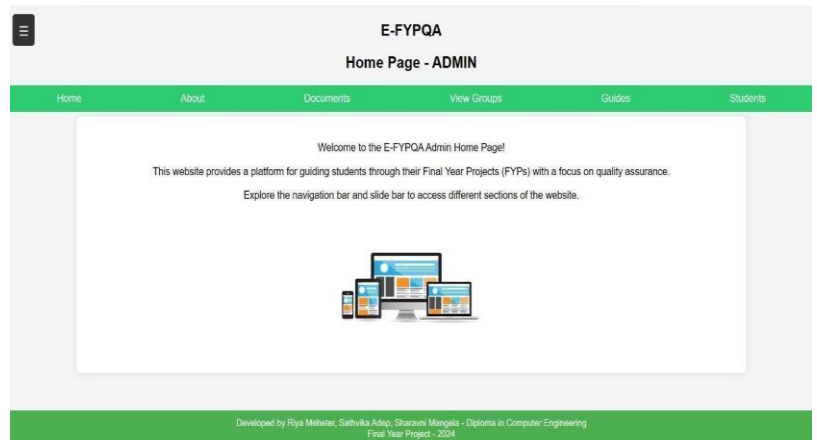 E-FYPQA
Home Page - ADMIN
Home About Documents View Groups Guides Students
Welcome to the E-FYPQA Admin Home Page!
This website provides a platform for guiding students through their Final Year Projects (FYPs) with a focus on quality assurance.
Explore the navigation bar and slide bar to access different sections of the website.
Developed by Riya Meheter, Sathvika Adep, Sharavni Mangela - Diploma in Computer Engineering
Final Year Project - 2024